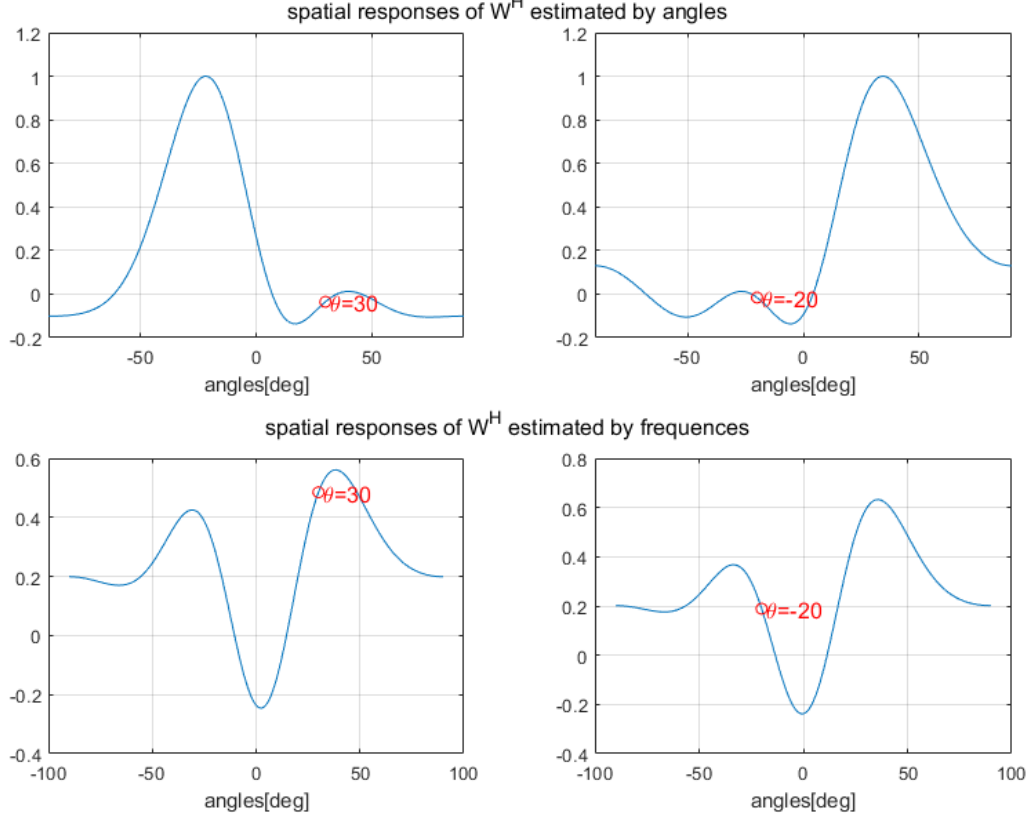 spatial responses of W^H estimated by angles
1.2
1
0.8
0.6
0.4
0.2
0
-0.2
θ=30
-50 0 50
angles[deg]
1.2
1
0.8
0.6
0.4
0.2
0
-0.2
θ=-20
-50 0 50
angles[deg]
spatial responses of W^H estimated by frequences
0.6
0.4
0.2
0
-0.2
-0.4
θ=30
-100 -50 0 50 100
angles[deg]
0.8
0.6
0.4
0.2
0
-0.2
-0.4
θ=-20
-100 -50 0 50 100
angles[deg]